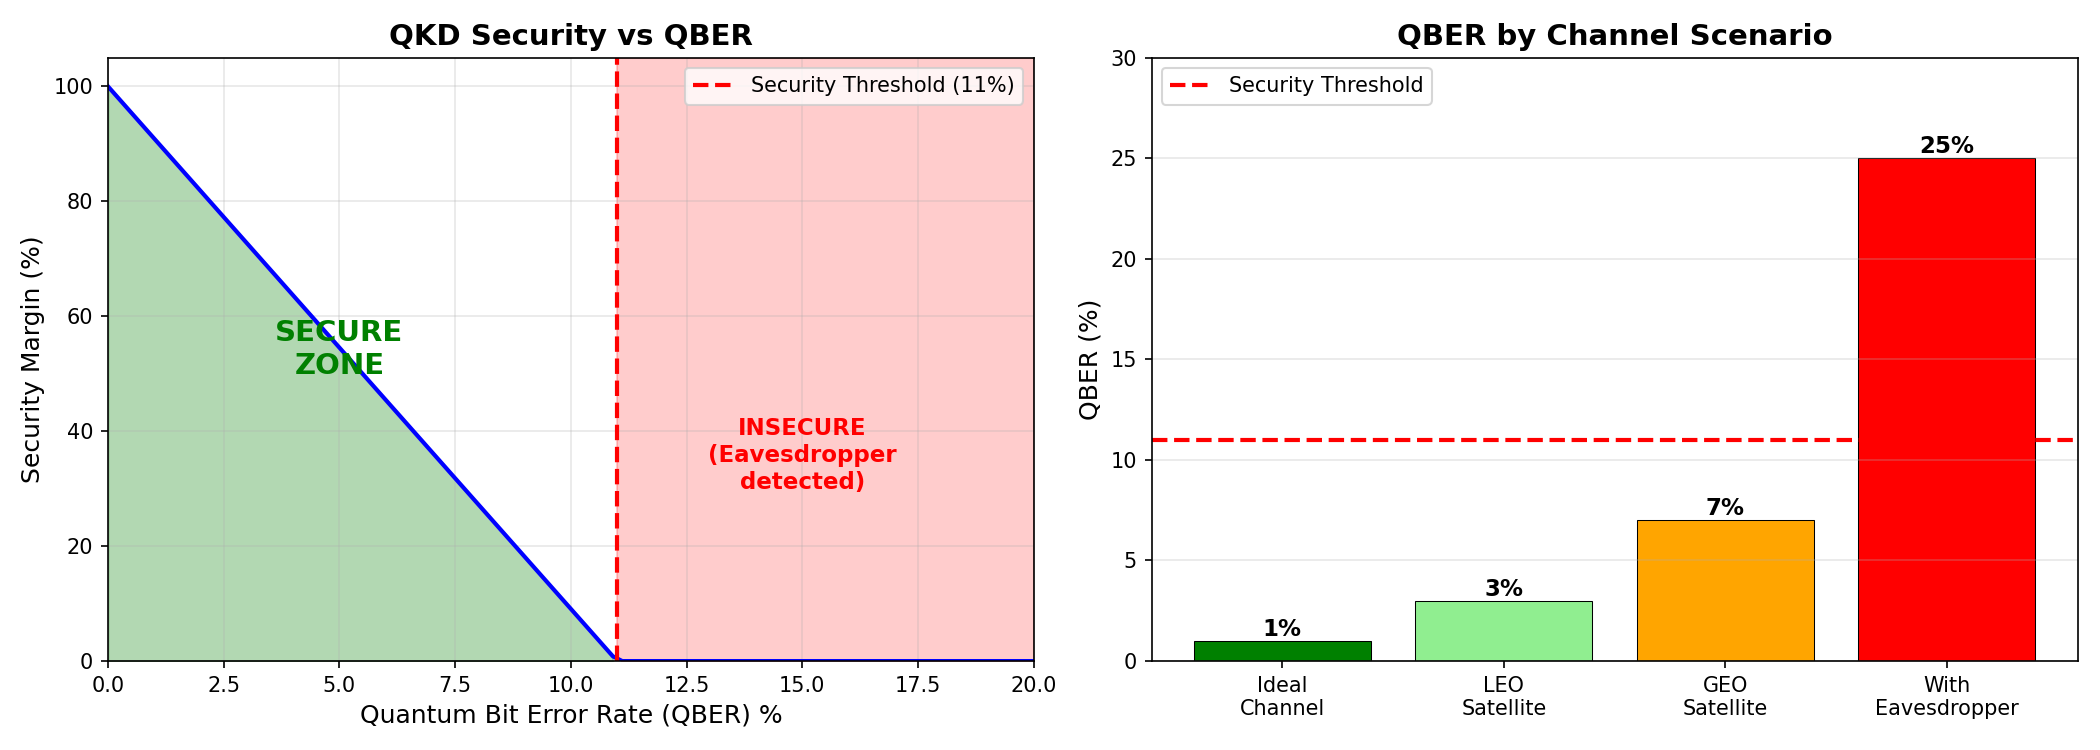 QKD Security vs QBER
Security Margin (%)
100
80
60
40
20
0
Security Threshold (11%)
SECURE
ZONE
INSECURE
(Eavesdropper
detected)
0.0 2.5 5.0 7.5 10.0 12.5 15.0 17.5 20.0
Quantum Bit Error Rate (QBER) %
QBER by Channel Scenario
QBER (%)
30
25
20
15
10
5
0
Security Threshold
1%
3%
7%
25%
Ideal
Channel
LEO
Satellite
GEO
Satellite
With
Eavesdropper